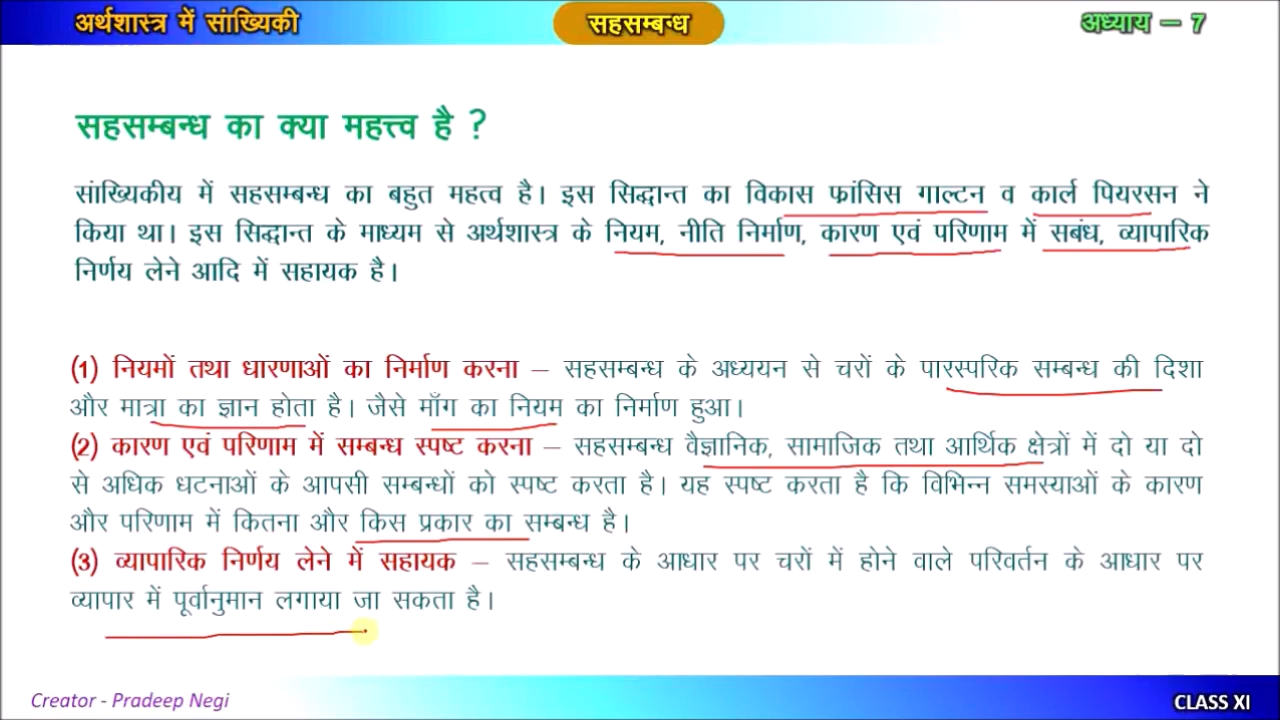 अर्थशास्त्र में सांख्यिकी
सहसम्बन्ध
अध्याय – 7
सहसम्बन्ध का क्या महत्त्व है ?
सांख्यिकीय में सहसम्बन्ध का बहुत महत्व है। इस सिद्धान्त का विकास फ्रांसिस गाल्टन व कार्ल पियरसन ने
किया था। इस सिद्धान्त के माध्यम से अर्थशास्त्र के नियम, नीति निर्माण, कारण एवं परिणाम में सबंध, व्यापारिक
निर्णय लेने आदि में सहायक है।
(1) नियमों तथा धारणाओं का निर्माण करना – सहसम्बन्ध के अध्ययन से चरों के पारस्परिक सम्बन्ध की दिशा
और मात्रा का ज्ञान होता है। जैसे माँग का नियम का निर्माण हुआ।
(2) कारण एवं परिणाम में सम्बन्ध स्पष्ट करना – सहसम्बन्ध वैज्ञानिक, सामाजिक तथा आर्थिक क्षेत्रों में दो या दो
से अधिक घटनाओं के आपसी सम्बन्धों को स्पष्ट करता है। यह स्पष्ट करता है कि विभिन्न समस्याओं के कारण
और परिणाम में कितना और किस प्रकार का सम्बन्ध है।
(3) व्यापारिक निर्णय लेने में सहायक – सहसम्बन्ध के आधार पर चरों में होने वाले परिवर्तन के आधार पर
व्यापार में पूर्वानुमान लगाया जा सकता है।
Creator - Pradeep Negi
CLASS XI